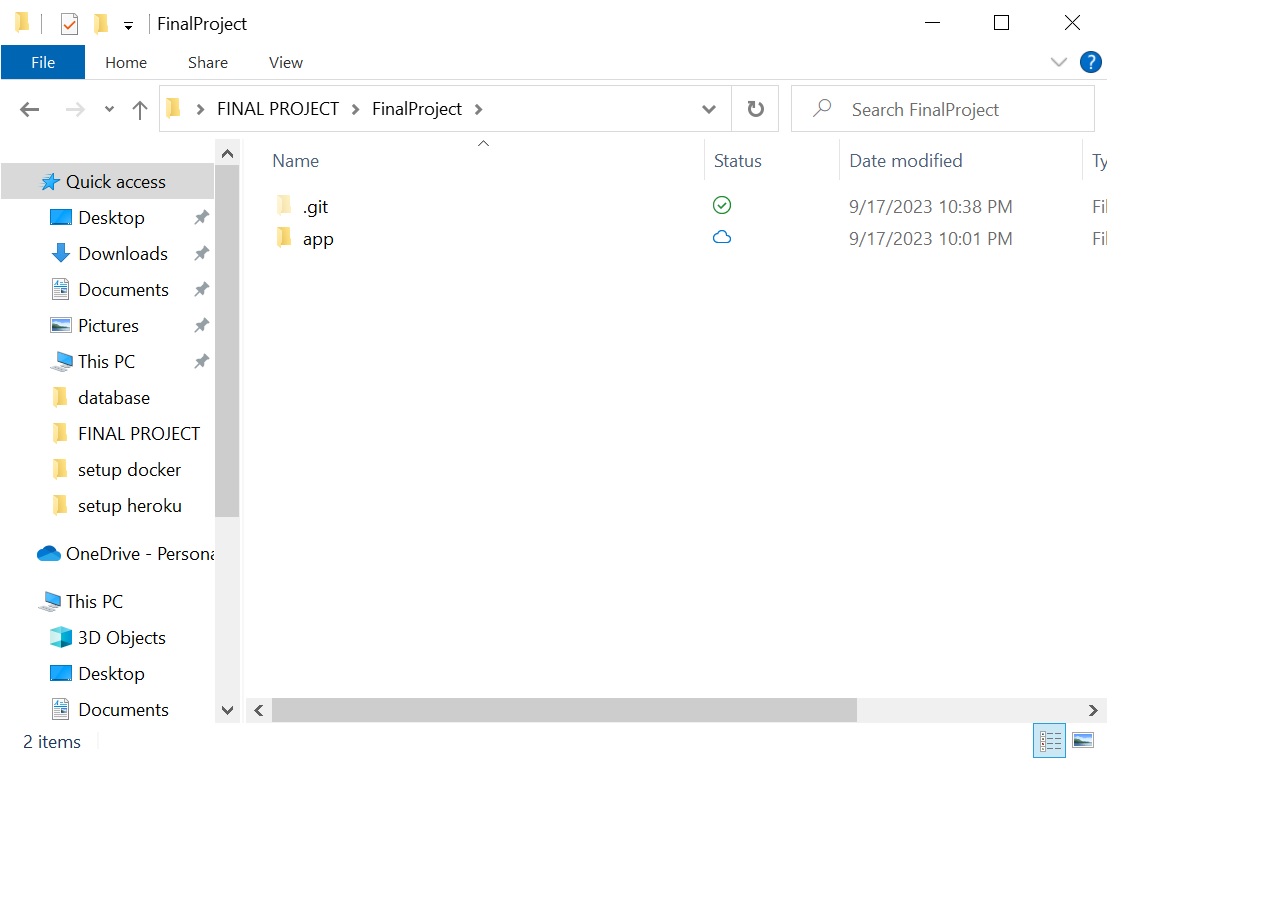 FinalProject
File Home Share View ?
FINAL PROJECT FinalProject Search FinalProject
Name Status Date modified Ty
Quick access
.git 9/17/2023 10:38 PM Fil
Desktop
app 9/17/2023 10:01 PM Fil
Downloads
Documents
Pictures
This PC
database
FINAL PROJECT
setup docker
setup heroku
OneDrive - Persona
This PC
3D Objects
Desktop
Documents
2 items